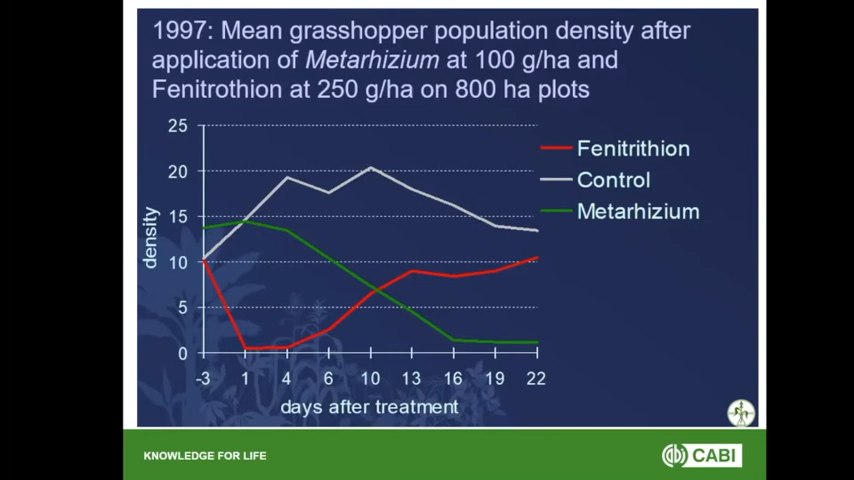 1997: Mean grasshopper population density after
application of Metarhizium at 100 g/ha and
Fenitrothion at 250 g/ha on 800 ha plots
25
20
15
10
5
0
density
-3 1 4 6 10 13 16 19 22
days after treatment
Fenitrithion
Control
Metarhizium
KNOWLEDGE FOR LIFE
CABI